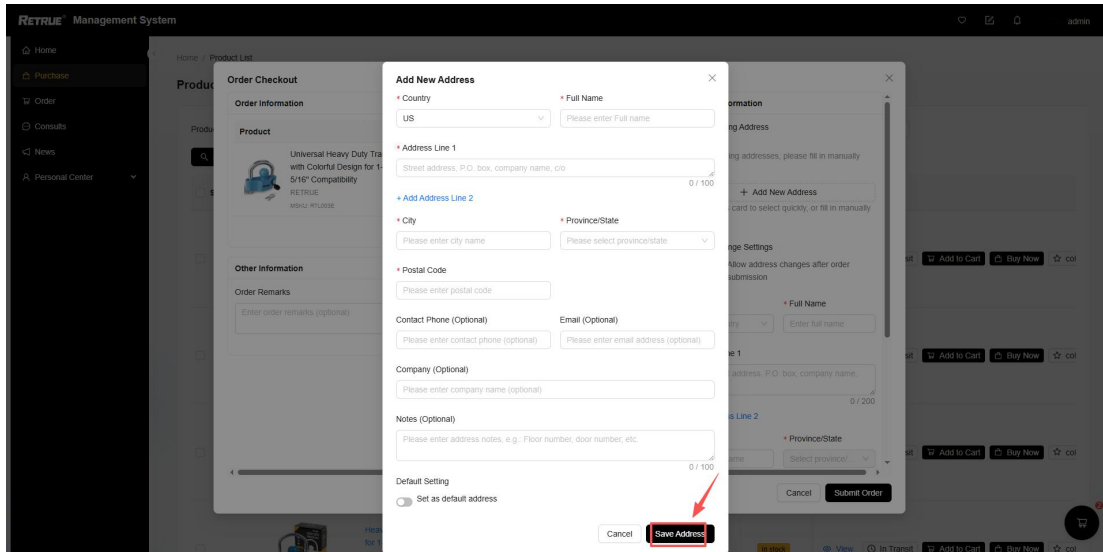 RETRUE® Management System
admin
Home
Purchase
Order
Consults
News
Personal Center
Home / Product List
Order Checkout
Order Information
Product
Universal Heavy Duty
with Colorful Design for 1-
5/16" Compatibility
RETRUE
MSKU: RTL003E
Other Information
Order Remarks
Enter order remarks (optional)
Add New Address
* Country
* Full Name
US
Please enter Full name
* Address Line 1
Street address, P.O. box, company name, c/o
0 / 100
+ Add Address Line 2
* City
* Province/State
Please enter city name
Please select province/state
* Postal Code
Please enter postal code
Contact Phone (Optional)
Email (Optional)
Please enter contact phone (optional)
Please enter email address (optional)
Company (Optional)
Please enter company name (optional)
Notes (Optional)
Please enter address notes, e.g.: Floor number, door number, etc.
0 / 100
Default Setting
Set as default address
Cancel
Save Address
Address
addresses, please fill in manually
+ Add New Address
card to select quickly, or fill in manually
Settings
Allow address changes after order
submission
* Full Name
Enter full name
address, P.O. box, company name,
0 / 200
Line 2
* Province/State
Select province/...
Cancel
Submit Order
Add to Cart
Buy Now
Add to Cart
Buy Now
Add to Cart
Buy Now
In stock
View
In Transit
Add to Cart
Buy Now